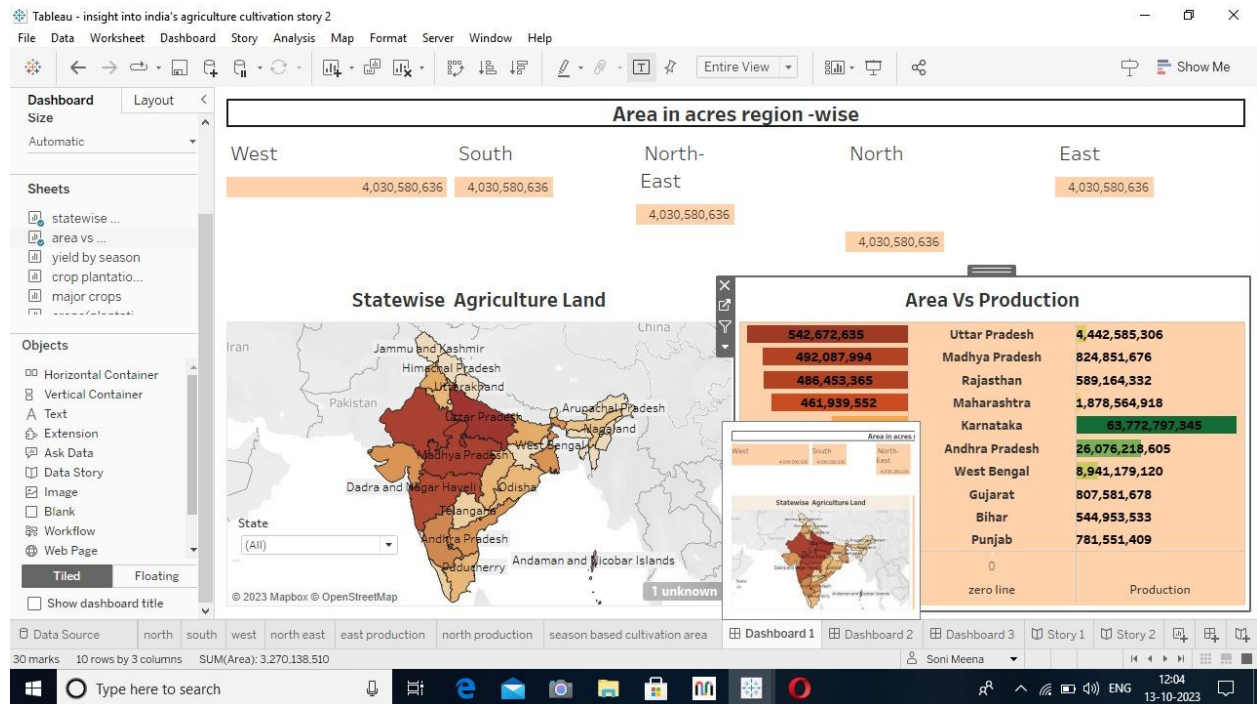 Tableau - insight into india's agriculture cultivation story 2
File Data Worksheet Dashboard Story Analysis Map Format Server Window Help
Entire View
Show Me
Dashboard Layout
Size
Automatic
Sheets
statewise ...
area vs ...
yield by season
crop plantatio...
major crops
Objects
Horizontal Container
Vertical Container
A Text
Extension
Ask Data
Data Story
Image
Blank
Workflow
Web Page
Tiled Floating
Show dashboard title
Area in acres region -wise
West South North-East North East
4,030,580,636 4,030,580,636 4,030,580,636
4,030,580,636
4,030,580,636
Statewise Agriculture Land
Iran
China
Pakistan
Jammu and Kashmir
Himachal Pradesh
Uttarakhand
Uttar Pradesh
Arunachal Pradesh
Nagaland
West Bengal
Madhya Pradesh
Dadra and Nagar Haveli
Odisha
Telangana
Andhra Pradesh
Puducherry
Andaman and Nicobar Islands
State
(All)
© 2023 Mapbox © OpenStreetMap
1 unknown
Area Vs Production
542,672,635 Uttar Pradesh 4,442,585,306
492,087,994 Madhya Pradesh 824,851,676
486,453,365 Rajasthan 589,164,332
461,939,552 Maharashtra 1,878,564,918
Karnataka 63,772,797,345
Andhra Pradesh 26,076,218,605
West Bengal 8,941,179,120
Gujarat 807,581,678
Bihar 544,953,533
Punjab 781,551,409
0
zero line Production
Area in acres
West South North-East
Statewise Agriculture Land
Data Source north south west north east east production north production season based cultivation area Dashboard 1 Dashboard 2 Dashboard 3 Story 1 Story 2
30 marks 10 rows by 3 columns SUM(Area): 3,270,138,510
Soni Meena
Type here to search
ENG
12:04
13-10-2023